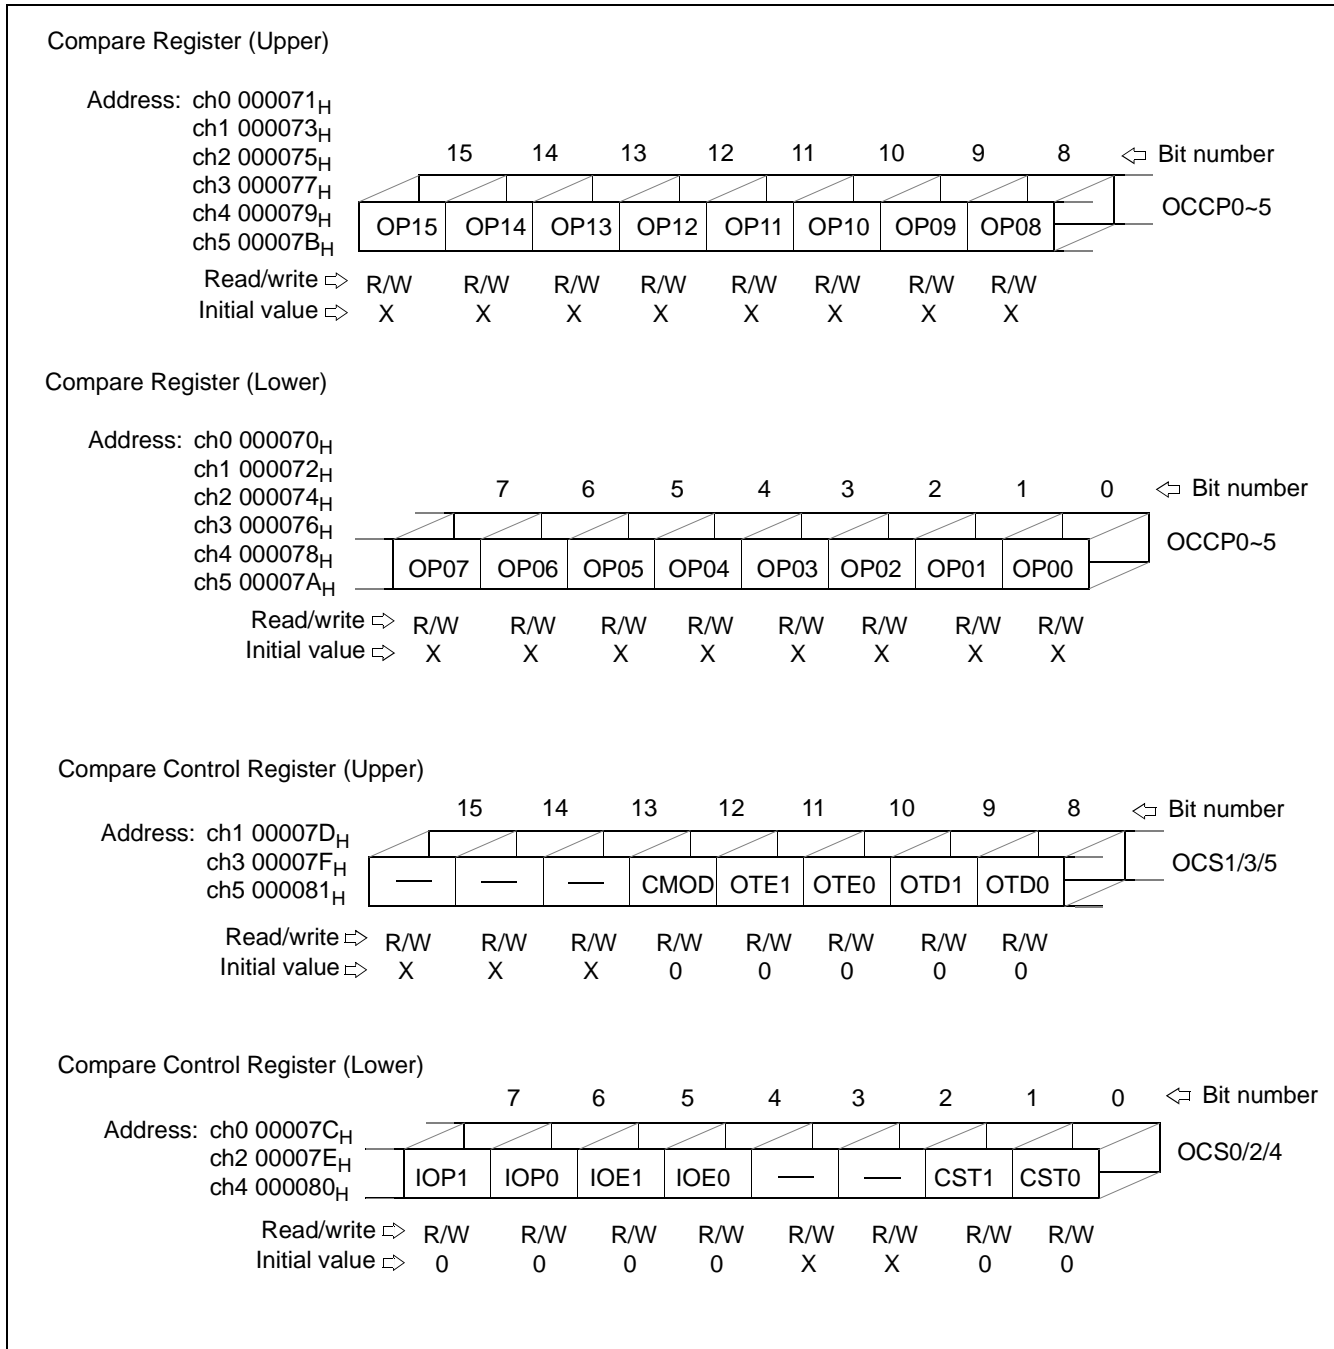 Compare Register (Upper)
Address: ch0 000071H
ch1 000073H
ch2 000075H
ch3 000077H
ch4 000079H
ch5 00007BH
15 14 13 12 11 10 9 8 ⇦ Bit number
OP15 OP14 OP13 OP12 OP11 OP10 OP09 OP08
OCCP0~5
Read/write ⇨ R/W R/W R/W R/W R/W R/W R/W R/W
Initial value ⇨ X X X X X X X X
Compare Register (Lower)
Address: ch0 000070H
ch1 000072H
ch2 000074H
ch3 000076H
ch4 000078H
ch5 00007AH
7 6 5 4 3 2 1 0 ⇦ Bit number
OP07 OP06 OP05 OP04 OP03 OP02 OP01 OP00
OCCP0~5
Read/write ⇨ R/W R/W R/W R/W R/W R/W R/W R/W
Initial value ⇨ X X X X X X X X
Compare Control Register (Upper)
Address: ch1 00007DH
ch3 00007FH
ch5 000081H
15 14 13 12 11 10 9 8 ⇦ Bit number
— — — CMOD OTE1 OTE0 OTD1 OTD0
OCS1/3/5
Read/write ⇨ R/W R/W R/W R/W R/W R/W R/W R/W
Initial value ⇨ X X X 0 0 0 0 0
Compare Control Register (Lower)
Address: ch0 00007CH
ch2 00007EH
ch4 000080H
7 6 5 4 3 2 1 0 ⇦ Bit number
IOP1 IOP0 IOE1 IOE0 — — CST1 CST0
OCS0/2/4
Read/write ⇨ R/W R/W R/W R/W R/W R/W R/W R/W
Initial value ⇨ 0 0 0 0 X X 0 0